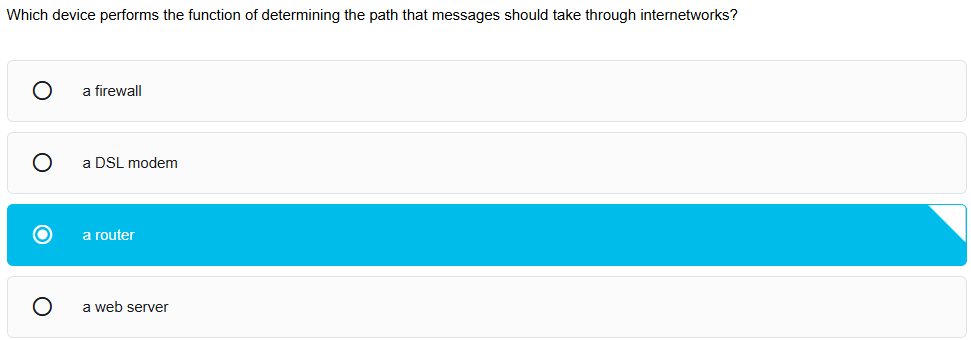 Which device performs the function of determining the path that messages should take through internetworks?
a firewall
a DSL modem
a router
a web server